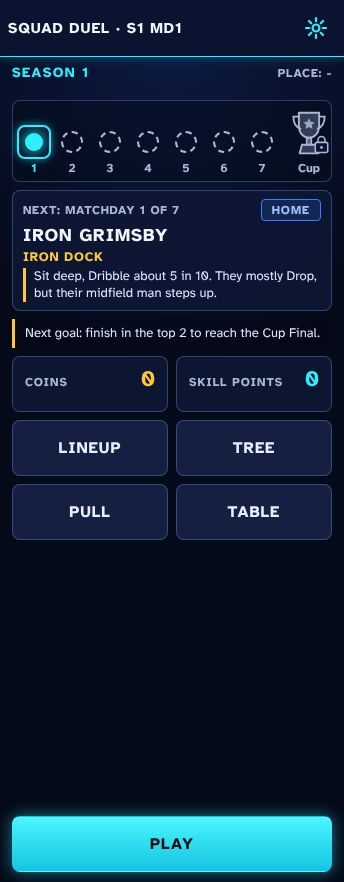 SQUAD DUEL · S1 MD1
SEASON 1
PLACE: -
1 2 3 4 5 6 7 Cup
NEXT: MATCHDAY 1 OF 7
HOME
IRON GRIMSBY
IRON DOCK
Sit deep, Dribble about 5 in 10. They mostly Drop,
but their midfield man steps up.
Next goal: finish in the top 2 to reach the Cup Final.
COINS 0
SKILL POINTS 0
LINEUP
TREE
PULL
TABLE
PLAY